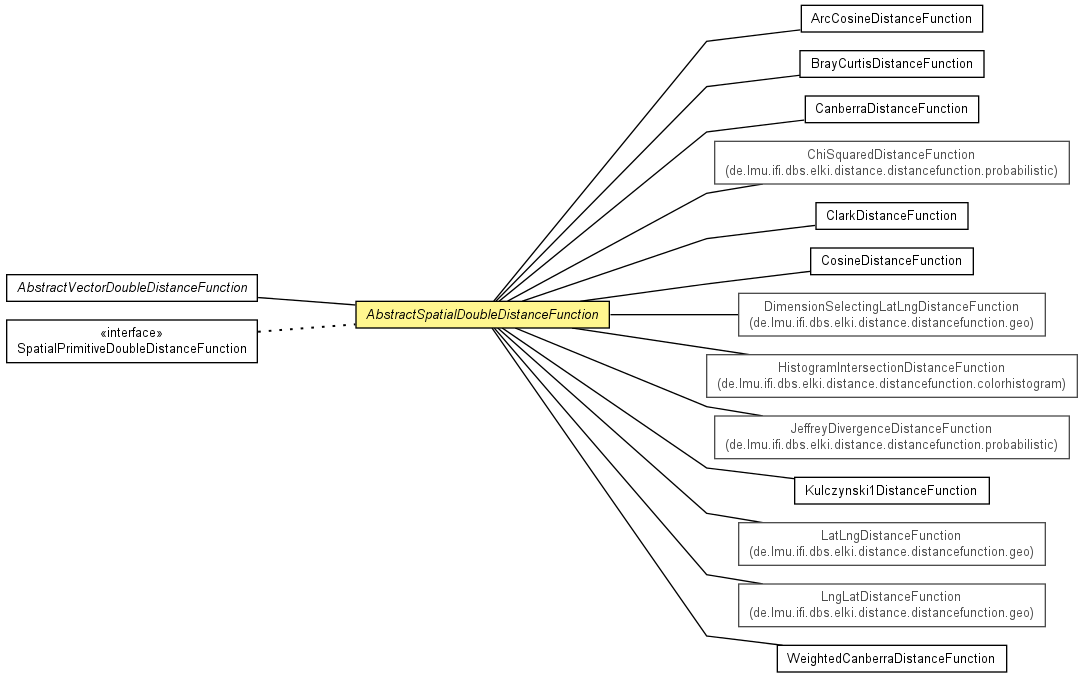 AbstractVectorDoubleDistanceFunction
«interface»
SpatialPrimitiveDoubleDistanceFunction
AbstractSpatialDoubleDistanceFunction
ArcCosineDistanceFunction
BrayCurtisDistanceFunction
CanberraDistanceFunction
ChiSquaredDistanceFunction
(de.lmu.ifi.dbs.elki.distance.distancefunction.probabilistic)
ClarkDistanceFunction
CosineDistanceFunction
DimensionSelectingLatLngDistanceFunction
(de.lmu.ifi.dbs.elki.distance.distancefunction.geo)
HistogramIntersectionDistanceFunction
(de.lmu.ifi.dbs.elki.distance.distancefunction.colorhistogram)
JeffreyDivergenceDistanceFunction
(de.lmu.ifi.dbs.elki.distance.distancefunction.probabilistic)
Kulczynski1DistanceFunction
LatLngDistanceFunction
(de.lmu.ifi.dbs.elki.distance.distancefunction.geo)
LngLatDistanceFunction
(de.lmu.ifi.dbs.elki.distance.distancefunction.geo)
WeightedCanberraDistanceFunction